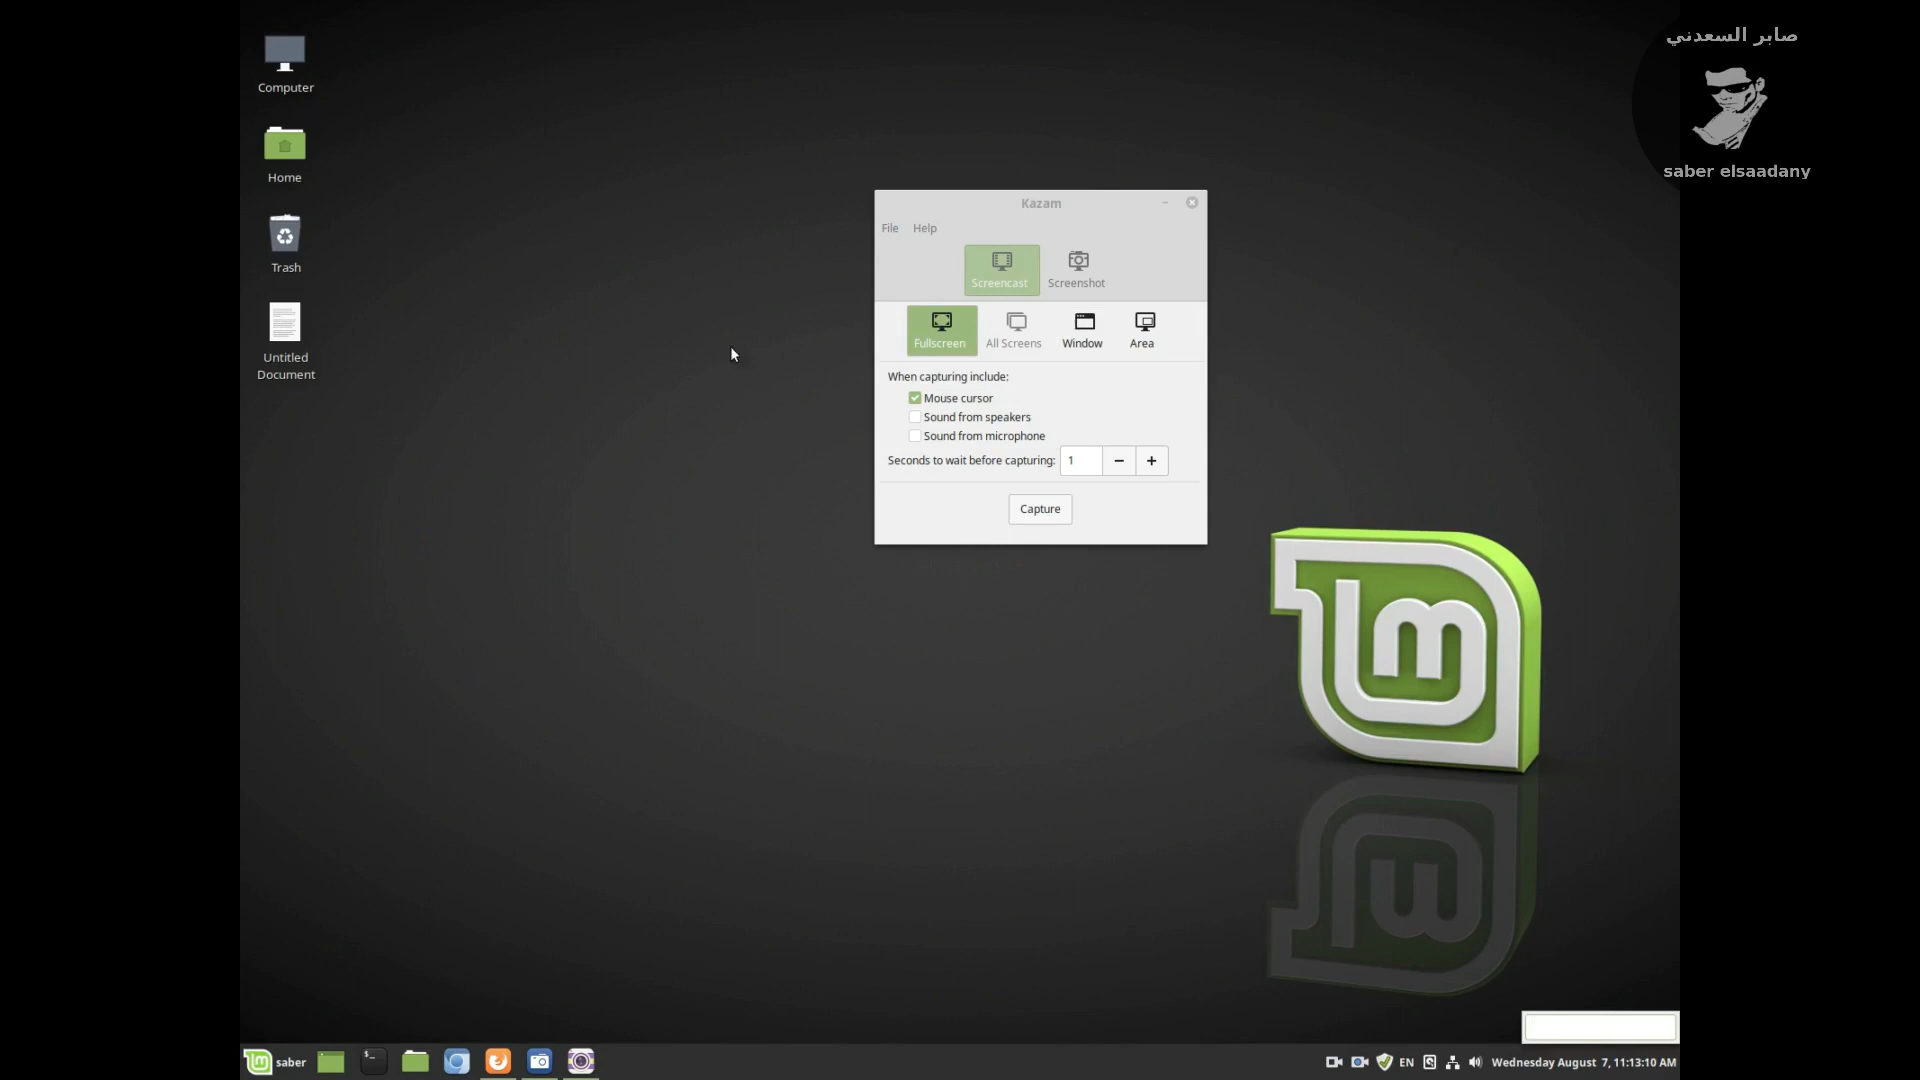 Computer
Home
Trash
Untitled
Document
صابر السعدني
saber elsaadany
Kazam
File Help
Screencast Screenshot
Fullscreen All Screens Window Area
When capturing include:
Mouse cursor
Sound from speakers
Sound from microphone
Seconds to wait before capturing: 1
Capture
saber
EN
Wednesday August 7, 11:13:10 AM